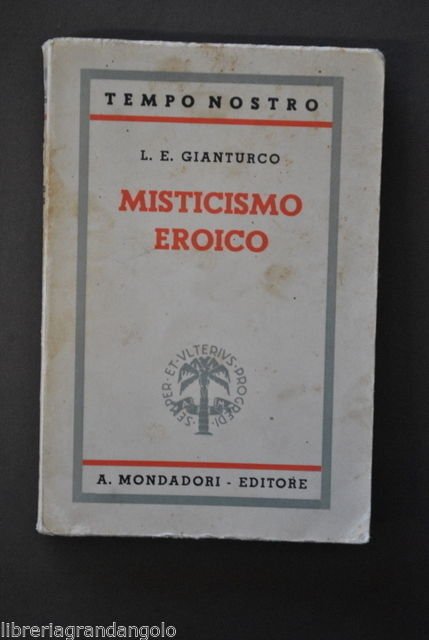 TEMPO NOSTRO
L. E. GIANTURCO
MISTICISMO
EROICO
SEMPER·ET·VLTERIVS·PROGREDI·
A. MONDADORI - EDITORE
libreriagrandangolo